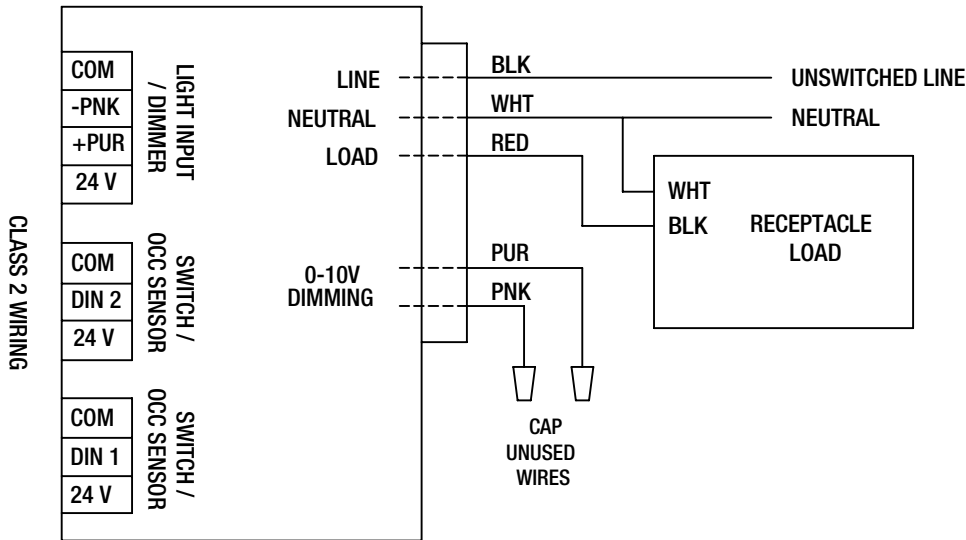 CLASS 2 WIRING
COM
-PNK
+PUR
24 V
LIGHT INPUT
/ DIMMER
COM
DIN 2
24 V
SWITCH /
OCC SENSOR
COM
DIN 1
24 V
SWITCH /
OCC SENSOR
LINE
NEUTRAL
LOAD
0-10V
DIMMING
BLK
WHT
RED
PUR
PNK
UNSWITCHED LINE
NEUTRAL
WHT
BLK
RECEPTACLE
LOAD
CAP
UNUSED
WIRES